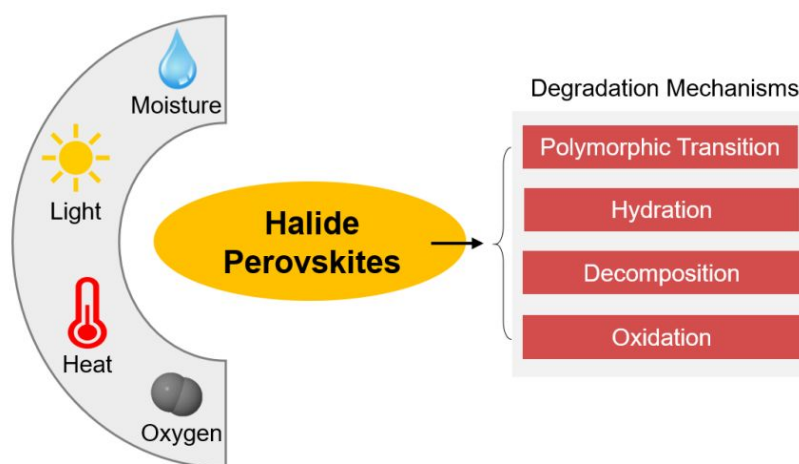 Moisture
Light
Heat
Oxygen
Halide
Perovskites
Degradation Mechanisms
Polymorphic Transition
Hydration
Decomposition
Oxidation